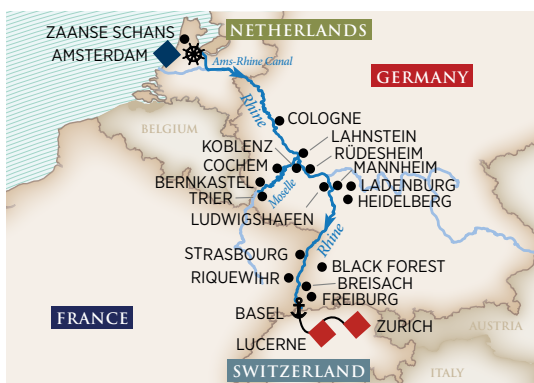 ZAANSE SCHANS
NETHERLANDS
AMSTERDAM
Ams-Rhine Canal
GERMANY
Rhine
COLOGNE
BELGIUM
LAHNSTEIN
KOBLENZ
RÜDESHEIM
COCHEM
MANNHEIM
BERNKASTEL
LADENBURG
TRIER
Moselle
HEIDELBERG
LUDWIGSHAFEN
Rhine
STRASBOURG
BLACK FOREST
RIQUEWIHR
BREISACH
FREIBURG
BASEL
FRANCE
ZURICH
AUSTRIA
LUCERNE
SWITZERLAND
ITALY